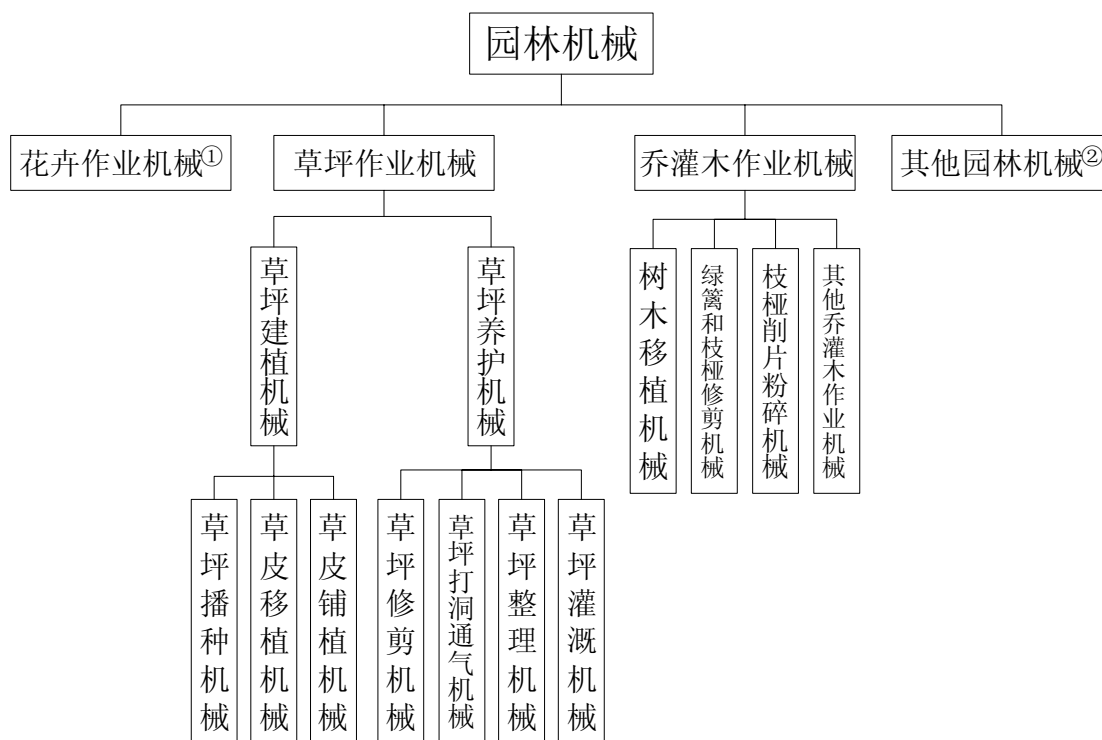 园林机械
花卉作业机械①
草坪作业机械
乔灌木作业机械
其他园林机械②
草坪建植机械
草坪养护机械
树木移植机械
绿篱和枝桠修剪机械
枝桠削片粉碎机械
其他乔灌木作业机械
草坪播种机械
草皮移植机械
草皮铺植机械
草坪修剪机械
草坪打洞通气机械
草坪整理机械
草坪灌溉机械